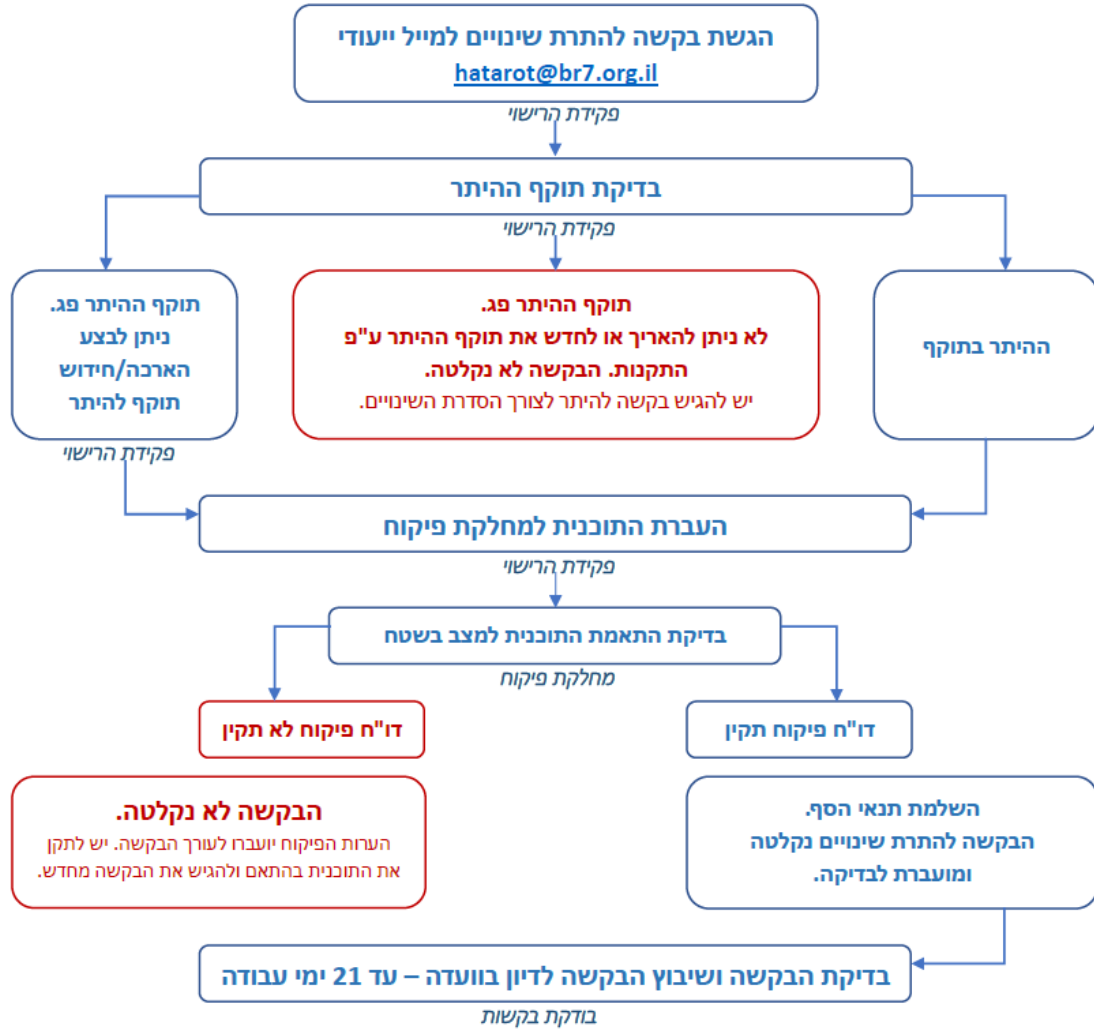 הגשת בקשה להתרת שינויים למייל ייעודי
hatarot@br7.org.il
פקידת הרישוי
בדיקת תוקף ההיתר
פקידת הרישוי
ההיתר בתוקף
תוקף ההיתר פג.
לא ניתן להאריך או לחדש את תוקף ההיתר ע"פ
התקנות. הבקשה לא נקלטה.
יש להגיש בקשה להיתר לצורך הסדרת השינויים.
תוקף ההיתר פג.
ניתן לבצע
הארכה/חידוש
תוקף להיתר
פקידת הרישוי
העברת התוכנית למחלקת פיקוח
פקידת הרישוי
בדיקת התאמת התוכנית למצב בשטח
מחלקת פיקוח
דו"ח פיקוח תקין
דו"ח פיקוח לא תקין
השלמת תנאי הסף.
הבקשה להתרת שינויים נקלטה
ומועברת לבדיקה.
הבקשה לא נקלטה.
הערות הפיקוח יועברו לעורך הבקשה. יש לתקן
את התוכנית בהתאם ולהגיש את הבקשה מחדש.
בדיקת הבקשה ושיבוץ הבקשה לדיון בוועדה – עד 21 ימי עבודה
בודקת בקשות